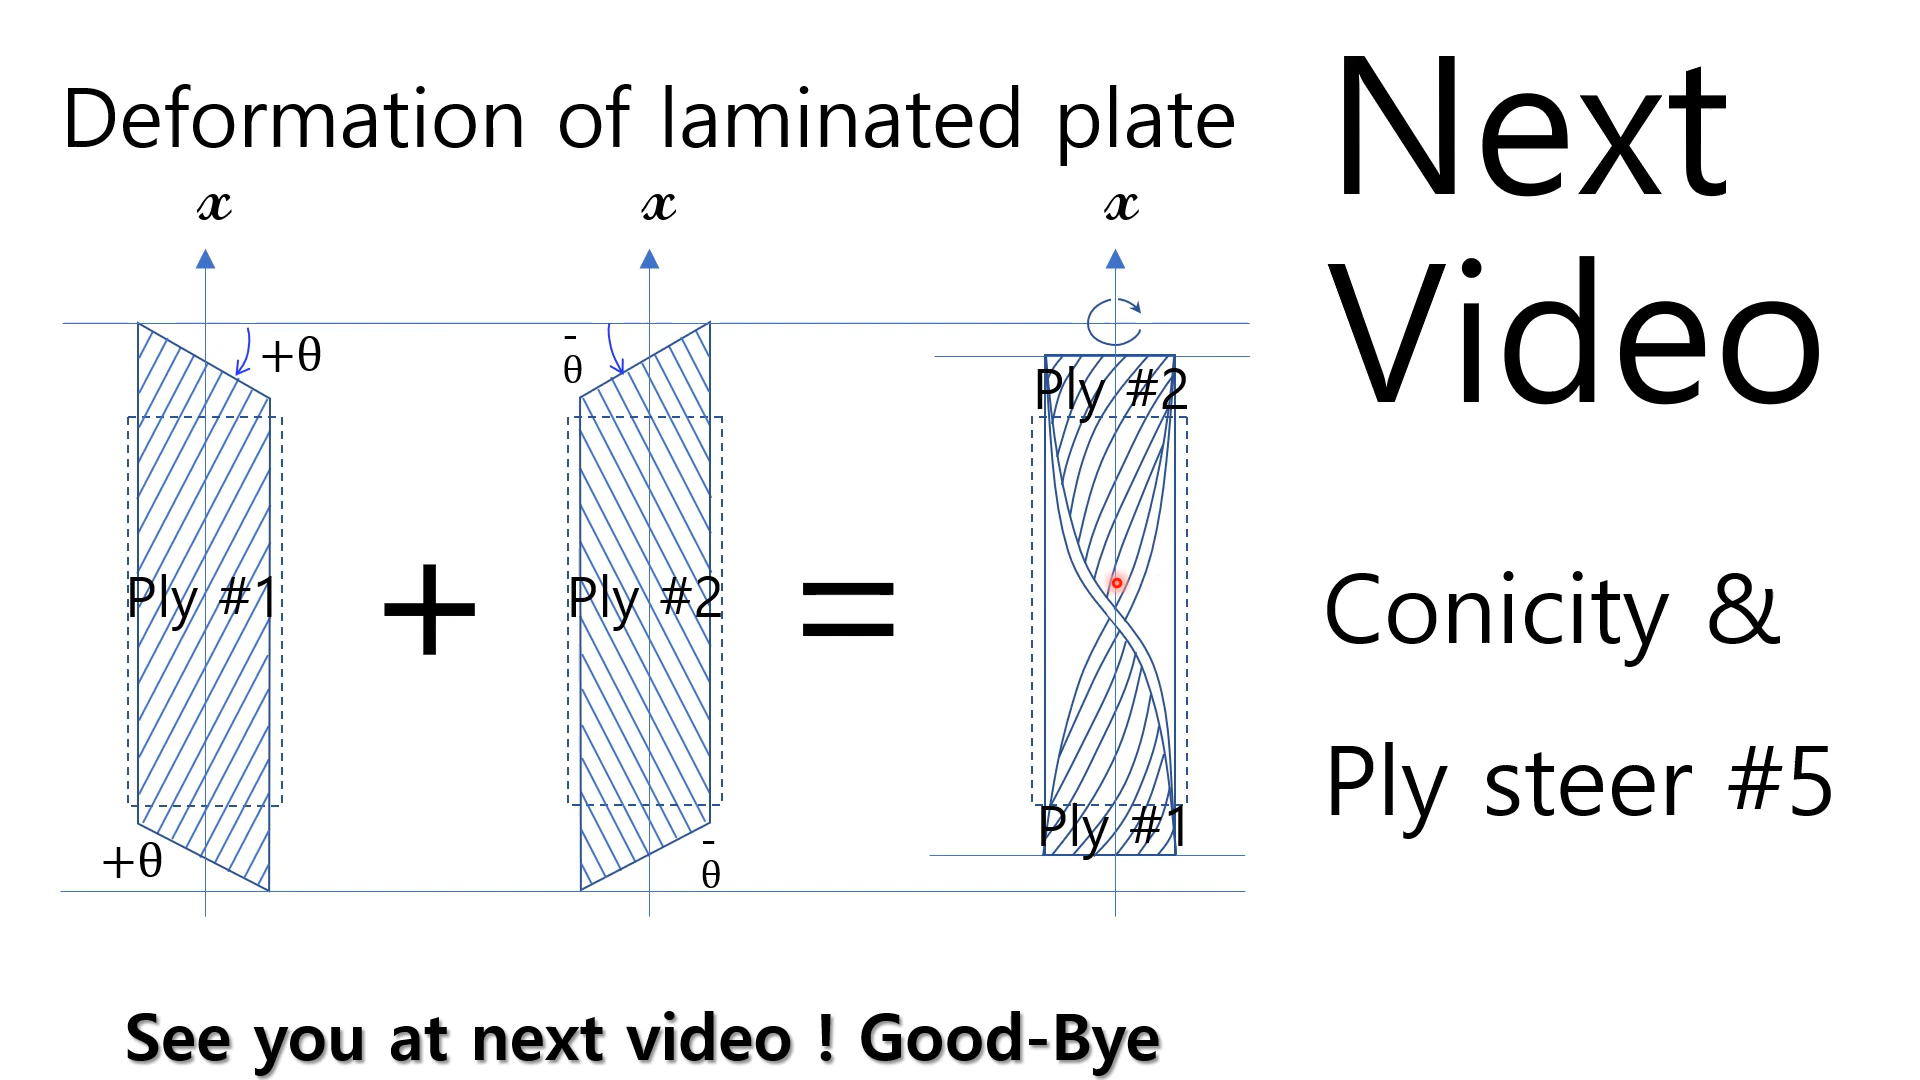 Deformation of laminated plate
x
x
x
+θ
-
θ
Ply #2
Ply #1
+
Ply #2
=
+θ
-
θ
Ply #1
Next
Video
Conicity &
Ply steer #5
See you at next video ! Good-Bye